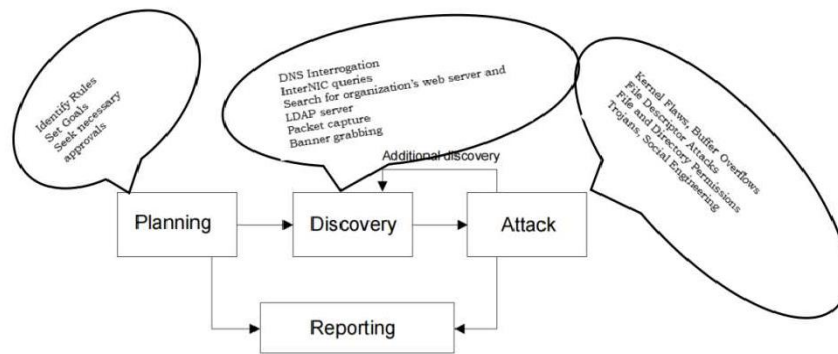 Identify Rules
Set Goals
Seek necessary
approvals
DNS Interrogation
InterNIC queries
Search for organization's web server and
LDAP server
Packet capture
Banner grabbing
Kernel Flaws, Buffer Overflows
File Descriptor Attacks
File and Directory Permissions
Trojans, Social Engineering
Additional discovery
Planning
Discovery
Attack
Reporting